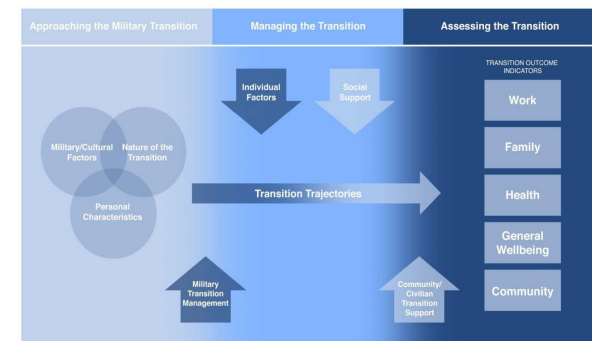 Approaching the Military Transition
Managing the Transition
Assessing the Transition
TRANSITION OUTCOME
INDICATORS
Individual
Factors
Social
Support
Work
Military/Cultural
Factors
Nature of the
Transition
Family
Personal
Characteristics
Transition Trajectories
Health
General
Wellbeing
Military
Transition
Management
Community/
Civilian
Transition
Support
Community